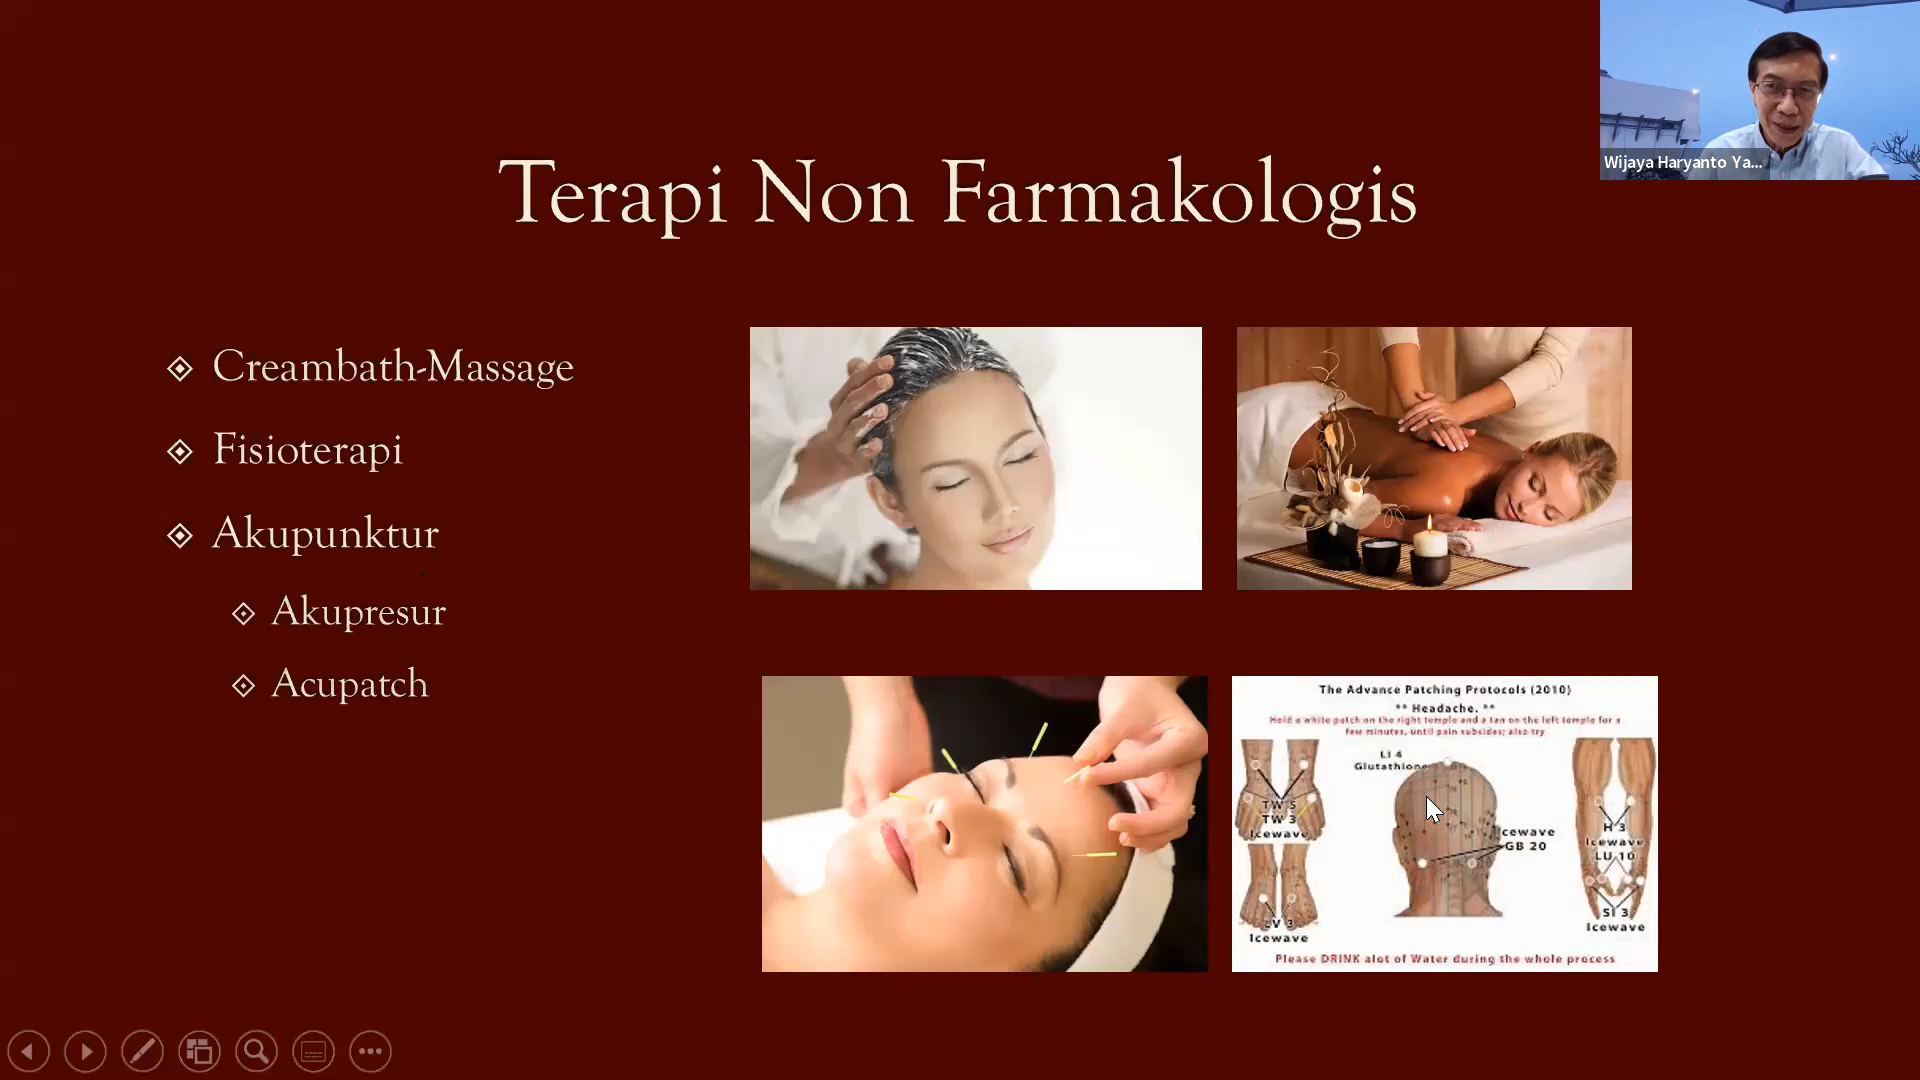 Wijaya Haryanto Ya...
Terapi Non Farmakologis
Creambath-Massage
Fisioterapi
Akupunktur
Akupresur
Acupatch
The Advance Patching Protocols (2010)
** Headache. **
Hold a white patch on the right temple and a tan on the left temple for a
few minutes, until pain subsides; also try
LI 4
Glutathione
TW 5
TW 3
Icewave
cewave
GB 20
H 3
Icewave
LU 10
SI 3
Icewave
LV 3
Icewave
Please DRINK alot of Water during the whole process